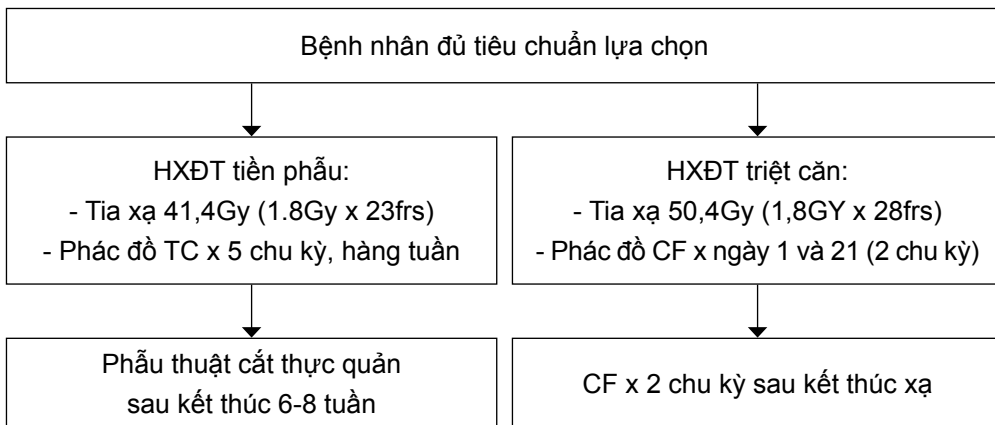 Bệnh nhân đủ tiêu chuẩn lựa chọn
HXĐT tiền phẫu:
- Tia xạ 41,4Gy (1.8Gy x 23frs)
- Phác đồ TC x 5 chu kỳ, hàng tuần
HXĐT triệt căn:
- Tia xạ 50,4Gy (1,8GY x 28frs)
- Phác đồ CF x ngày 1 và 21 (2 chu kỳ)
Phẫu thuật cắt thực quản
sau kết thúc 6-8 tuần
CF x 2 chu kỳ sau kết thúc xạ